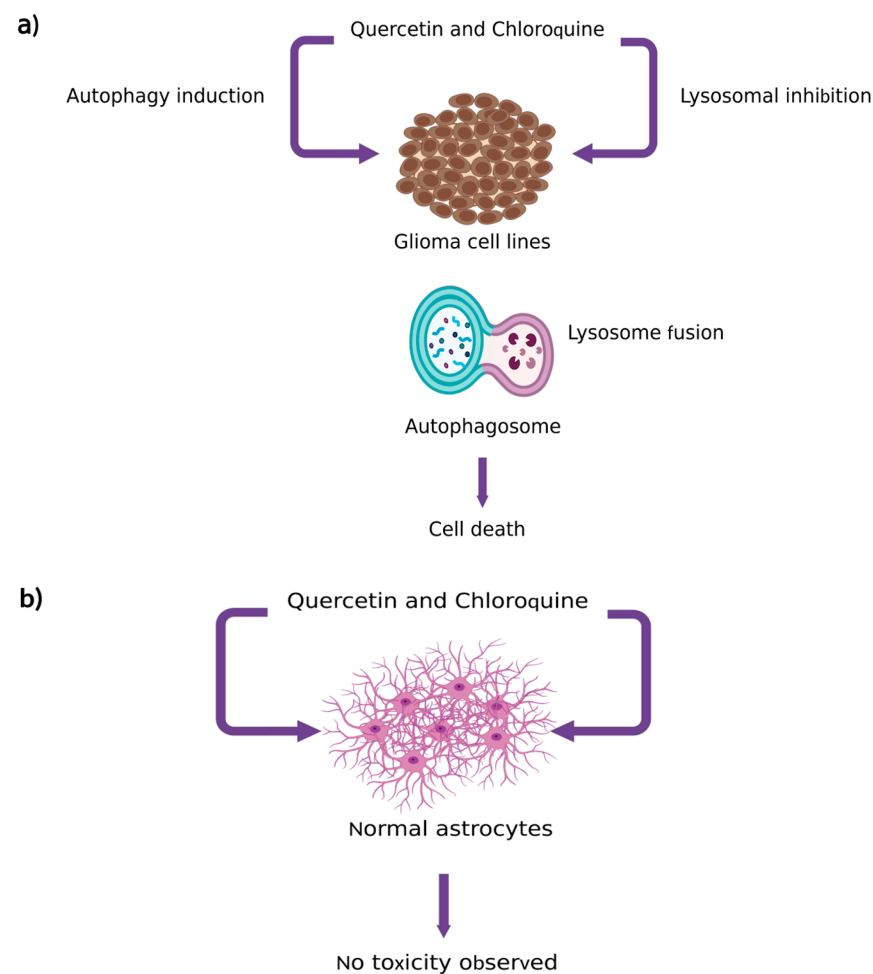 a)
Quercetin and Chloroquine
Autophagy induction
Lysosomal inhibition
Glioma cell lines
Lysosome fusion
Autophagosome
Cell death
b)
Quercetin and Chloroquine
Normal astrocytes
No toxicity observed